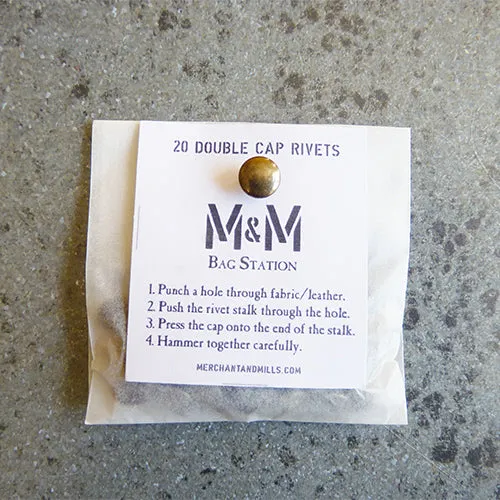 20 DOUBLE CAP RIVETS
M&M
BAG STATION
1. Punch a hole through fabric/leather.
2. Push the rivet stalk through the hole.
3. Press the cap onto the end of the stalk.
4. Hammer together carefully.
MERCHANTANDMILLS.COM